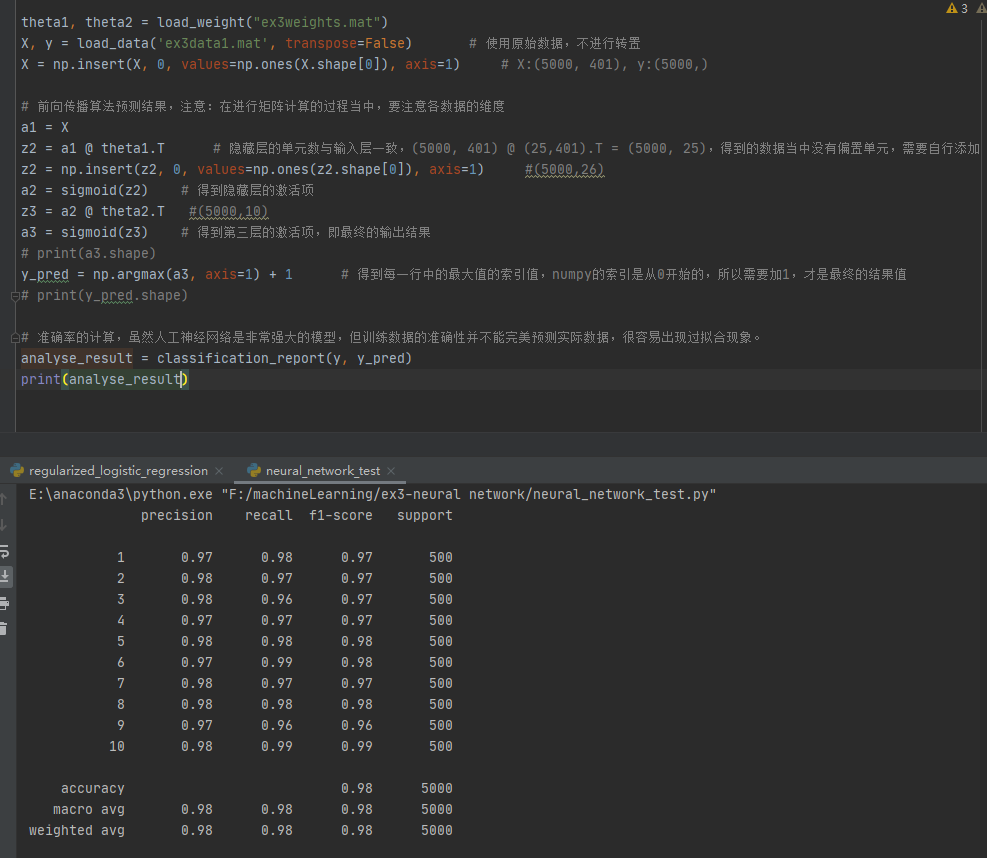 3
theta1, theta2 = load_weight("ex3weights.mat")
X, y = load_data('ex3data1.mat', transpose=False)        # 使用原始数据，不进行转置
X = np.insert(X, 0, values=np.ones(X.shape[0]), axis=1)     # X:(5000, 401), y:(5000,)
# 前向传播算法预测结果，注意: 在进行矩阵计算的过程当中，要注意各数据的维度
a1 = X
z2 = a1 @ theta1.T      # 隐藏层的单元数与输入层一致，(5000, 401) @ (25,401).T = (5000, 25)，得到的数据当中没有偏置单元，需要自行添加
z2 = np.insert(z2, 0, values=np.ones(z2.shape[0]), axis=1)     #(5000,26)
a2 = sigmoid(z2)    # 得到隐藏层的激活项
z3 = a2 @ theta2.T   #(5000,10)
a3 = sigmoid(z3)    # 得到第三层的激活项，即最终的输出结果
# print(a3.shape)
y_pred = np.argmax(a3, axis=1) + 1      # 得到每一行中的最大值的索引值，numpy的索引是从0开始的，所以需要加1，才是最终的结果值
# print(y_pred.shape)
# 准确率的计算，虽然人工神经网络是非常强大的模型，但训练数据的准确性并不能完美预测实际数据，很容易出现过拟合现象。
analyse_result = classification_report(y, y_pred)
print(analyse_result)
regularized_logistic_regression × neural_network_test ×
E:\anaconda3\python.exe "F:/machineLearning/ex3-neural network/neural_network_test.py"
precision    recall  f1-score   support
1       0.97      0.98      0.97       500
2       0.98      0.97      0.97       500
3       0.98      0.96      0.97       500
4       0.97      0.97      0.97       500
5       0.98      0.98      0.98       500
6       0.97      0.99      0.98       500
7       0.98      0.97      0.97       500
8       0.98      0.98      0.98       500
9       0.97      0.96      0.96       500
10       0.98      0.99      0.99       500
accuracy                           0.98      5000
macro avg       0.98      0.98      0.98      5000
weighted avg       0.98      0.98      0.98      5000